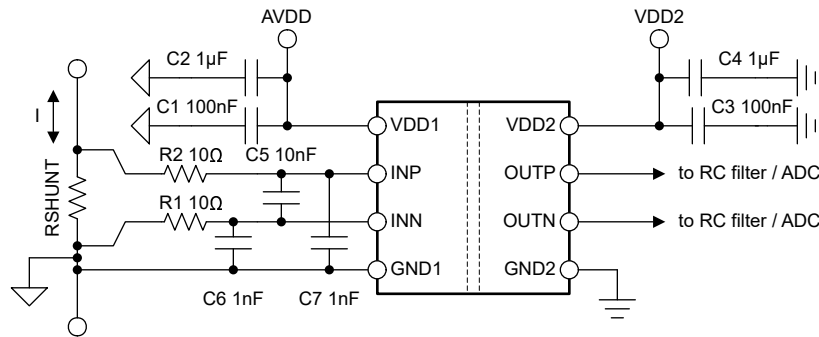 AVDD
VDD2
C2 1µF
C4 1µF
C1 100nF
C3 100nF
I
VDD1
VDD2
R2 10Ω
C5 10nF
INP
OUTP
to RC filter / ADC
RSHUNT
R1 10Ω
INN
OUTN
to RC filter / ADC
GND1
GND2
C6 1nF
C7 1nF